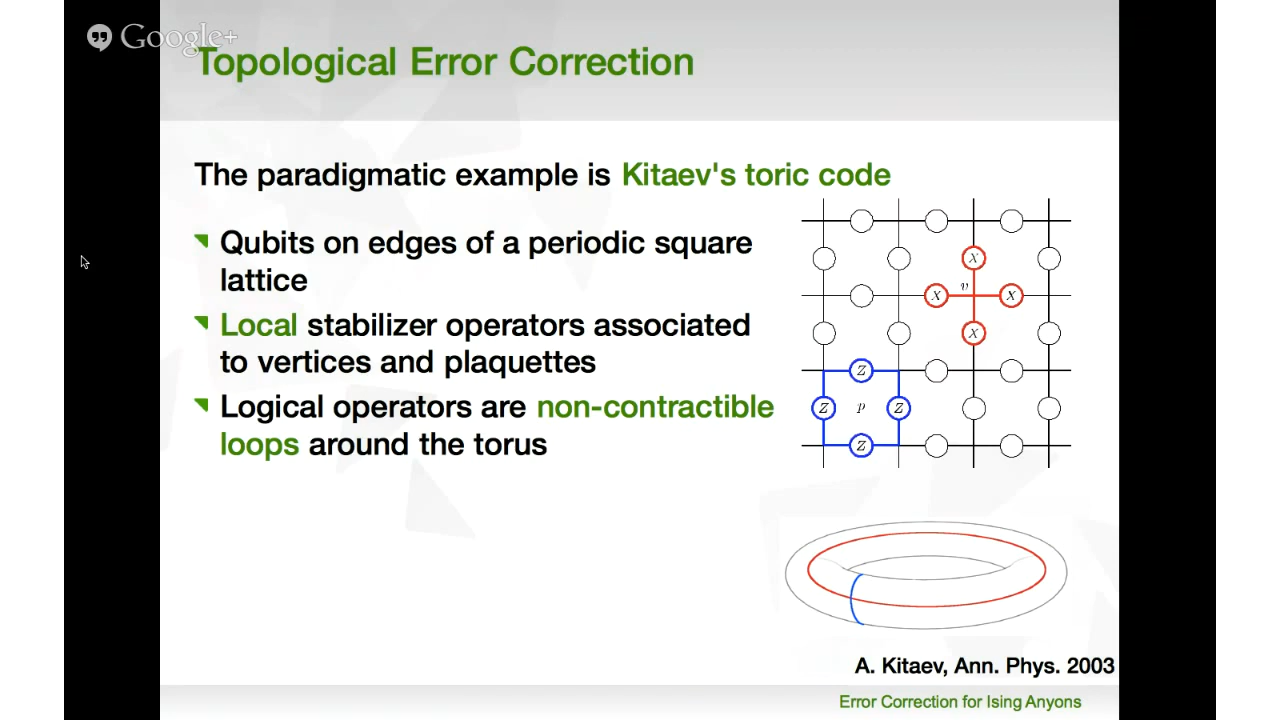 Google+
Topological Error Correction
The paradigmatic example is Kitaev's toric code
Qubits on edges of a periodic square
lattice
Local stabilizer operators associated
to vertices and plaquettes
Logical operators are non-contractible
loops around the torus
X
v
X X
X
Z
Z p Z
Z
A. Kitaev, Ann. Phys. 2003
Error Correction for Ising Anyons